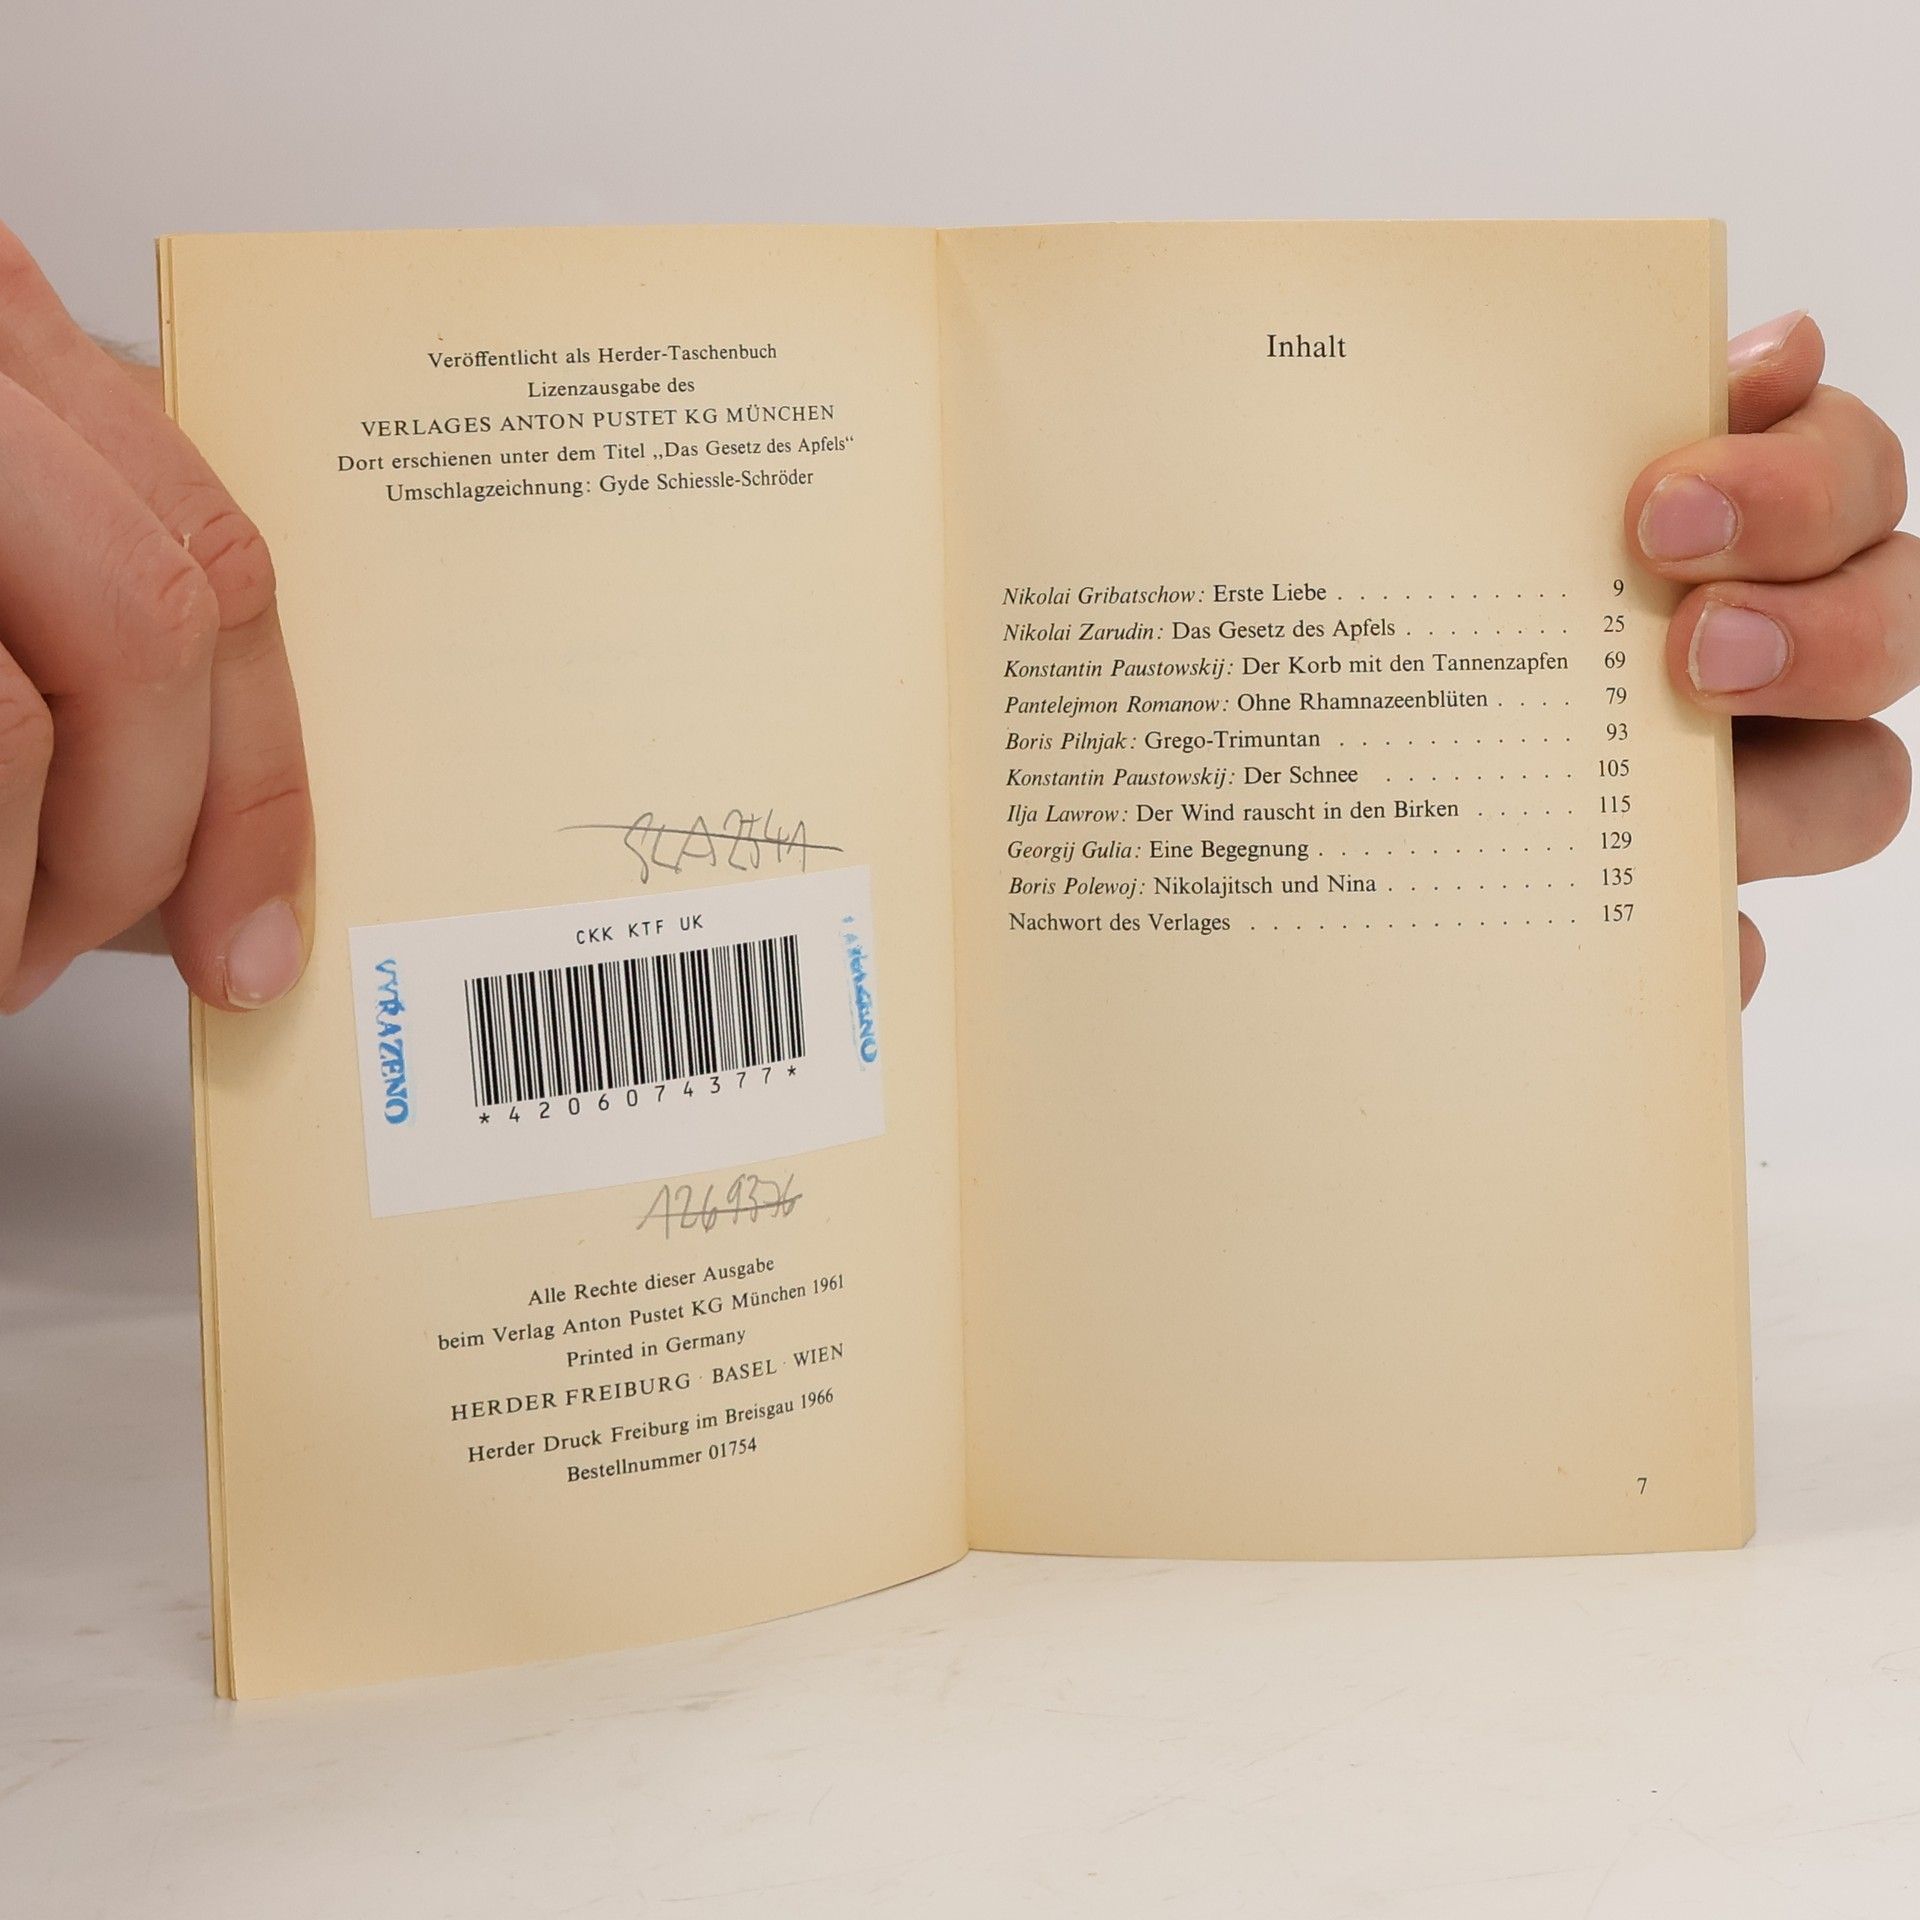 Veröffentlicht als Herder-Taschenbuch
Lizenzausgabe des
VERLAGES ANTON PUSTET KG MÜNCHEN
Dort erschienen unter dem Titel „Das Gesetz des Apfels“
Umschlagzeichnung: Gyde Schiessle-Schröder
CKK KTF UK
VYŘAZENO
*4206074377*
1269376
Alle Rechte dieser Ausgabe
beim Verlag Anton Pustet KG München 1961
Printed in Germany
HERDER FREIBURG · BASEL · WIEN
Herder Druck Freiburg im Breisgau 1966
Bestellnummer 01754
Inhalt
Nikolai Gribatschow: Erste Liebe . . . . . . . . . . . 9
Nikolai Zarudin: Das Gesetz des Apfels . . . . . . . . 25
Konstantin Paustowskij: Der Korb mit den Tannenzapfen 69
Pantelejmon Romanow: Ohne Rhamnazeenblüten . . . . 79
Boris Pilnjak: Grego-Trimuntan . . . . . . . . . . . 93
Konstantin Paustowskij: Der Schnee . . . . . . . . . 105
Ilja Lawrow: Der Wind rauscht in den Birken . . . . . 115
Georgij Gulia: Eine Begegnung . . . . . . . . . . . . 129
Boris Polewoj: Nikolajitsch und Nina . . . . . . . . . 135
Nachwort des Verlages . . . . . . . . . . . . . . . 157
7